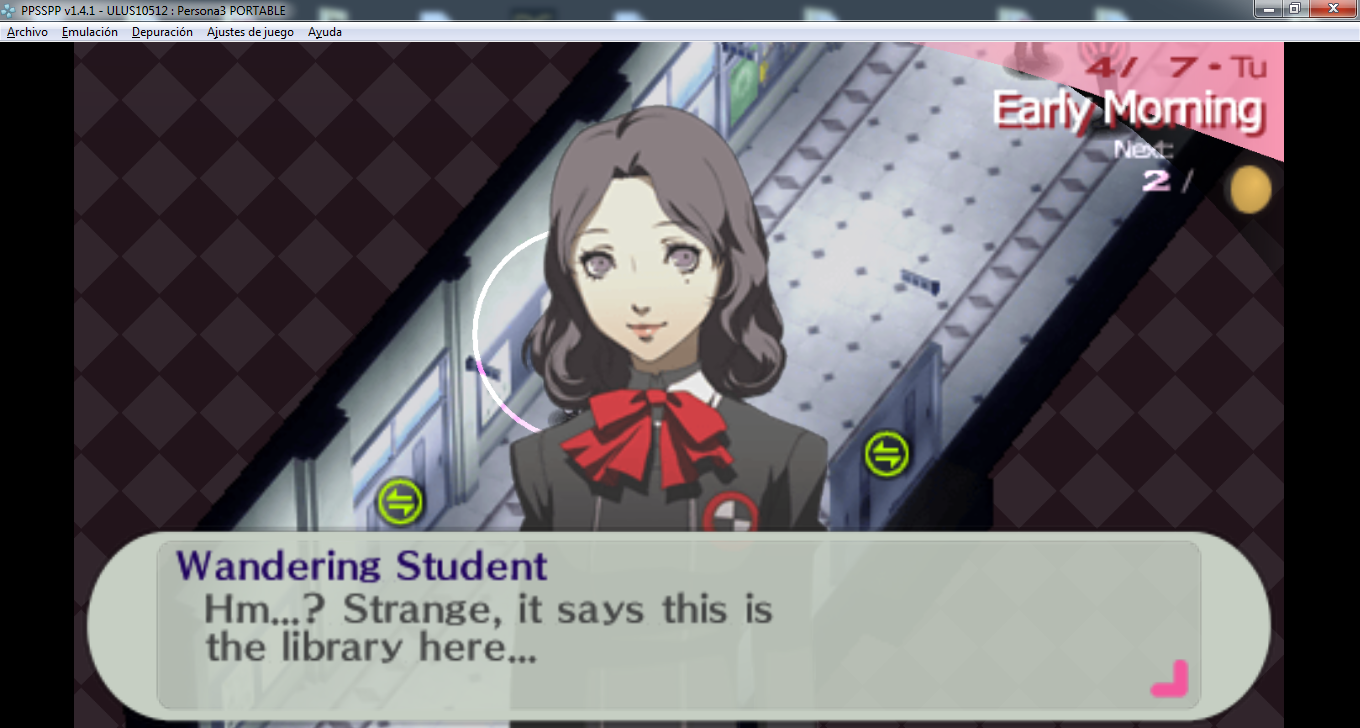 PPSSPP v1.4.1 - ULUS10512 : Persona3 PORTABLE
Archivo Emulación Depuración Ajustes de juego Ayuda
4/ 7 - Tu
Early Morning
Next:
2 /
Wandering Student
Hm...? Strange, it says this is
the library here...